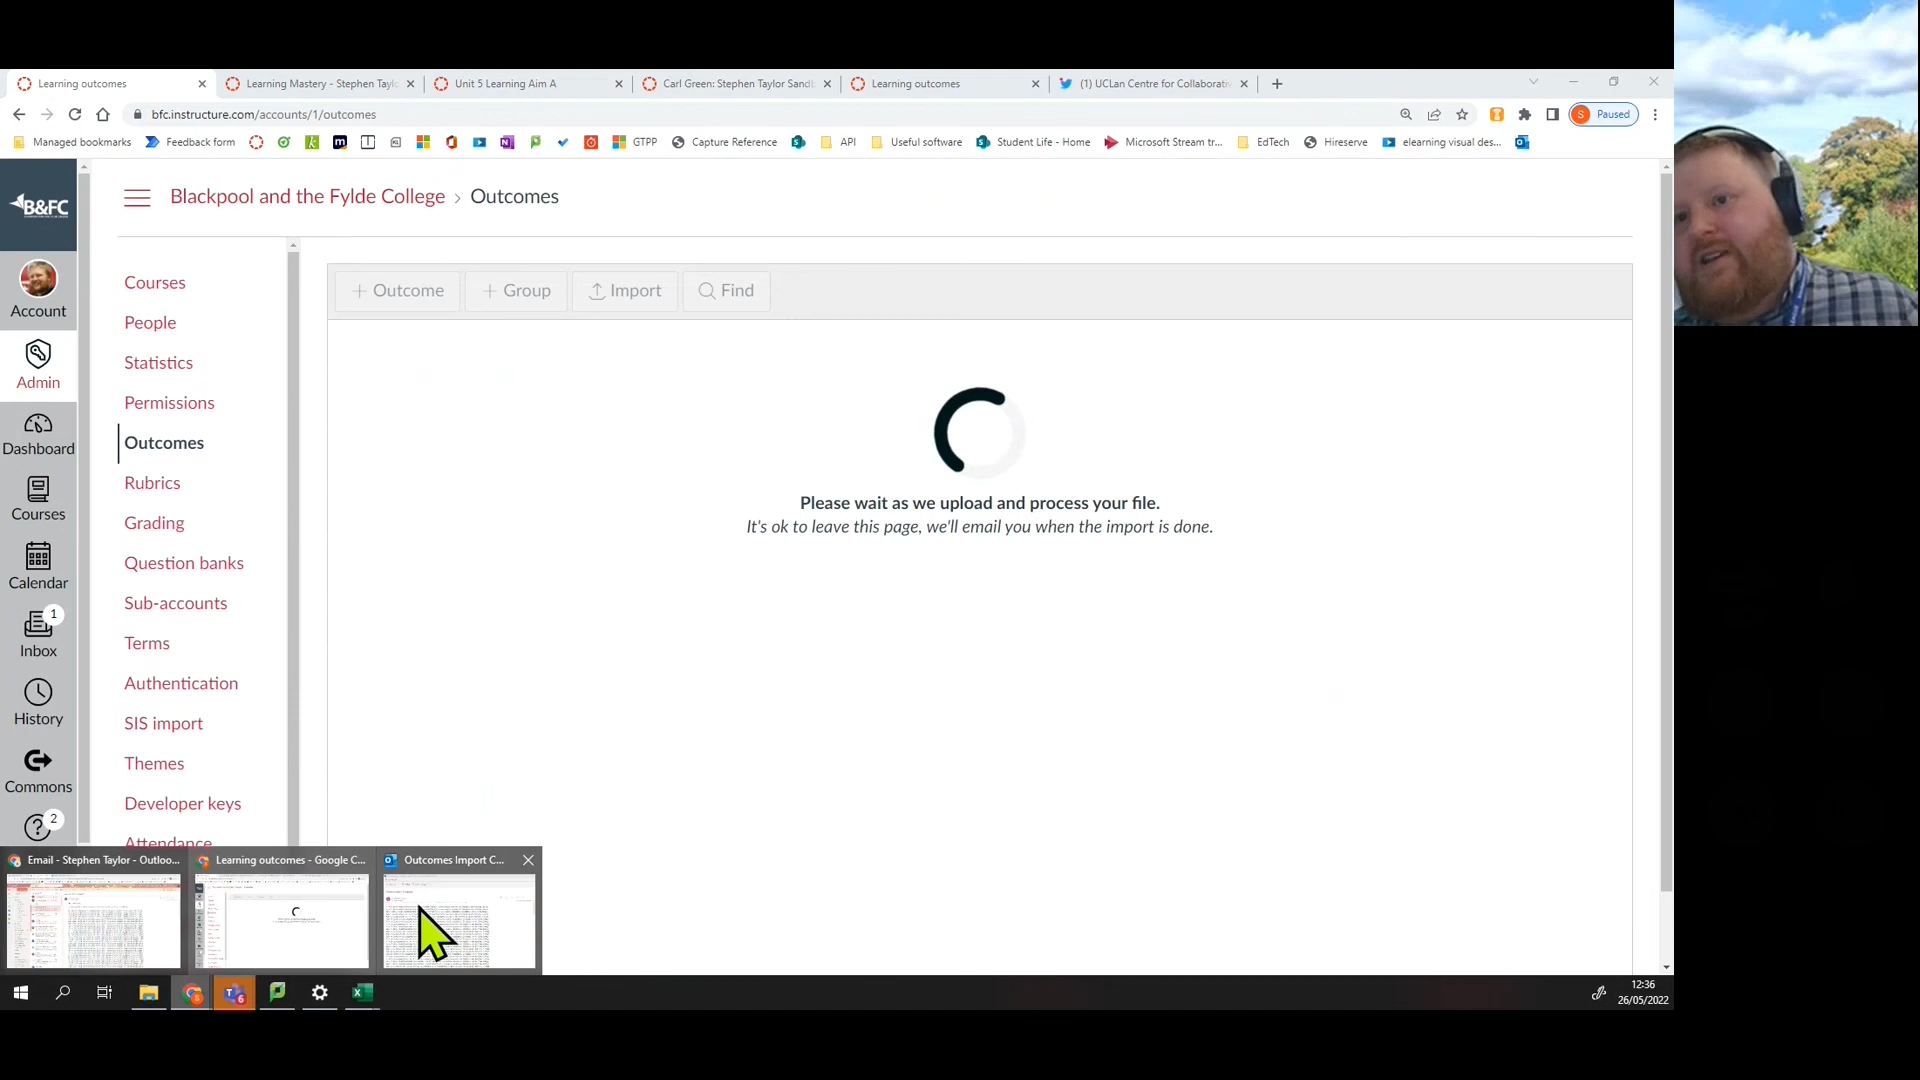 Learning outcomes
Learning Mastery - Stephen Taylo
Unit 5 Learning Aim A
Carl Green: Stephen Taylor Sandb
Learning outcomes
(1) UCLan Centre for Collaborativ
bfc.instructure.com/accounts/1/outcomes
S Paused
Managed bookmarks
Feedback form
GTPP
Capture Reference
API
Useful software
Student Life - Home
Microsoft Stream tr...
EdTech
Hireserve
elearning visual des...
B&FC
Blackpool and the Fylde College > Outcomes
Account
Admin
Dashboard
Courses
Calendar
1
Inbox
History
Commons
2
Courses
People
Statistics
Permissions
Outcomes
Rubrics
Grading
Question banks
Sub-accounts
Terms
Authentication
SIS import
Themes
Developer keys
Attendance
+ Outcome
+ Group
Import
Find
Please wait as we upload and process your file.
It's ok to leave this page, we'll email you when the import is done.
Email - Stephen Taylor - Outloo...
Learning outcomes - Google C...
Outcomes Import C...
12:36
26/05/2022